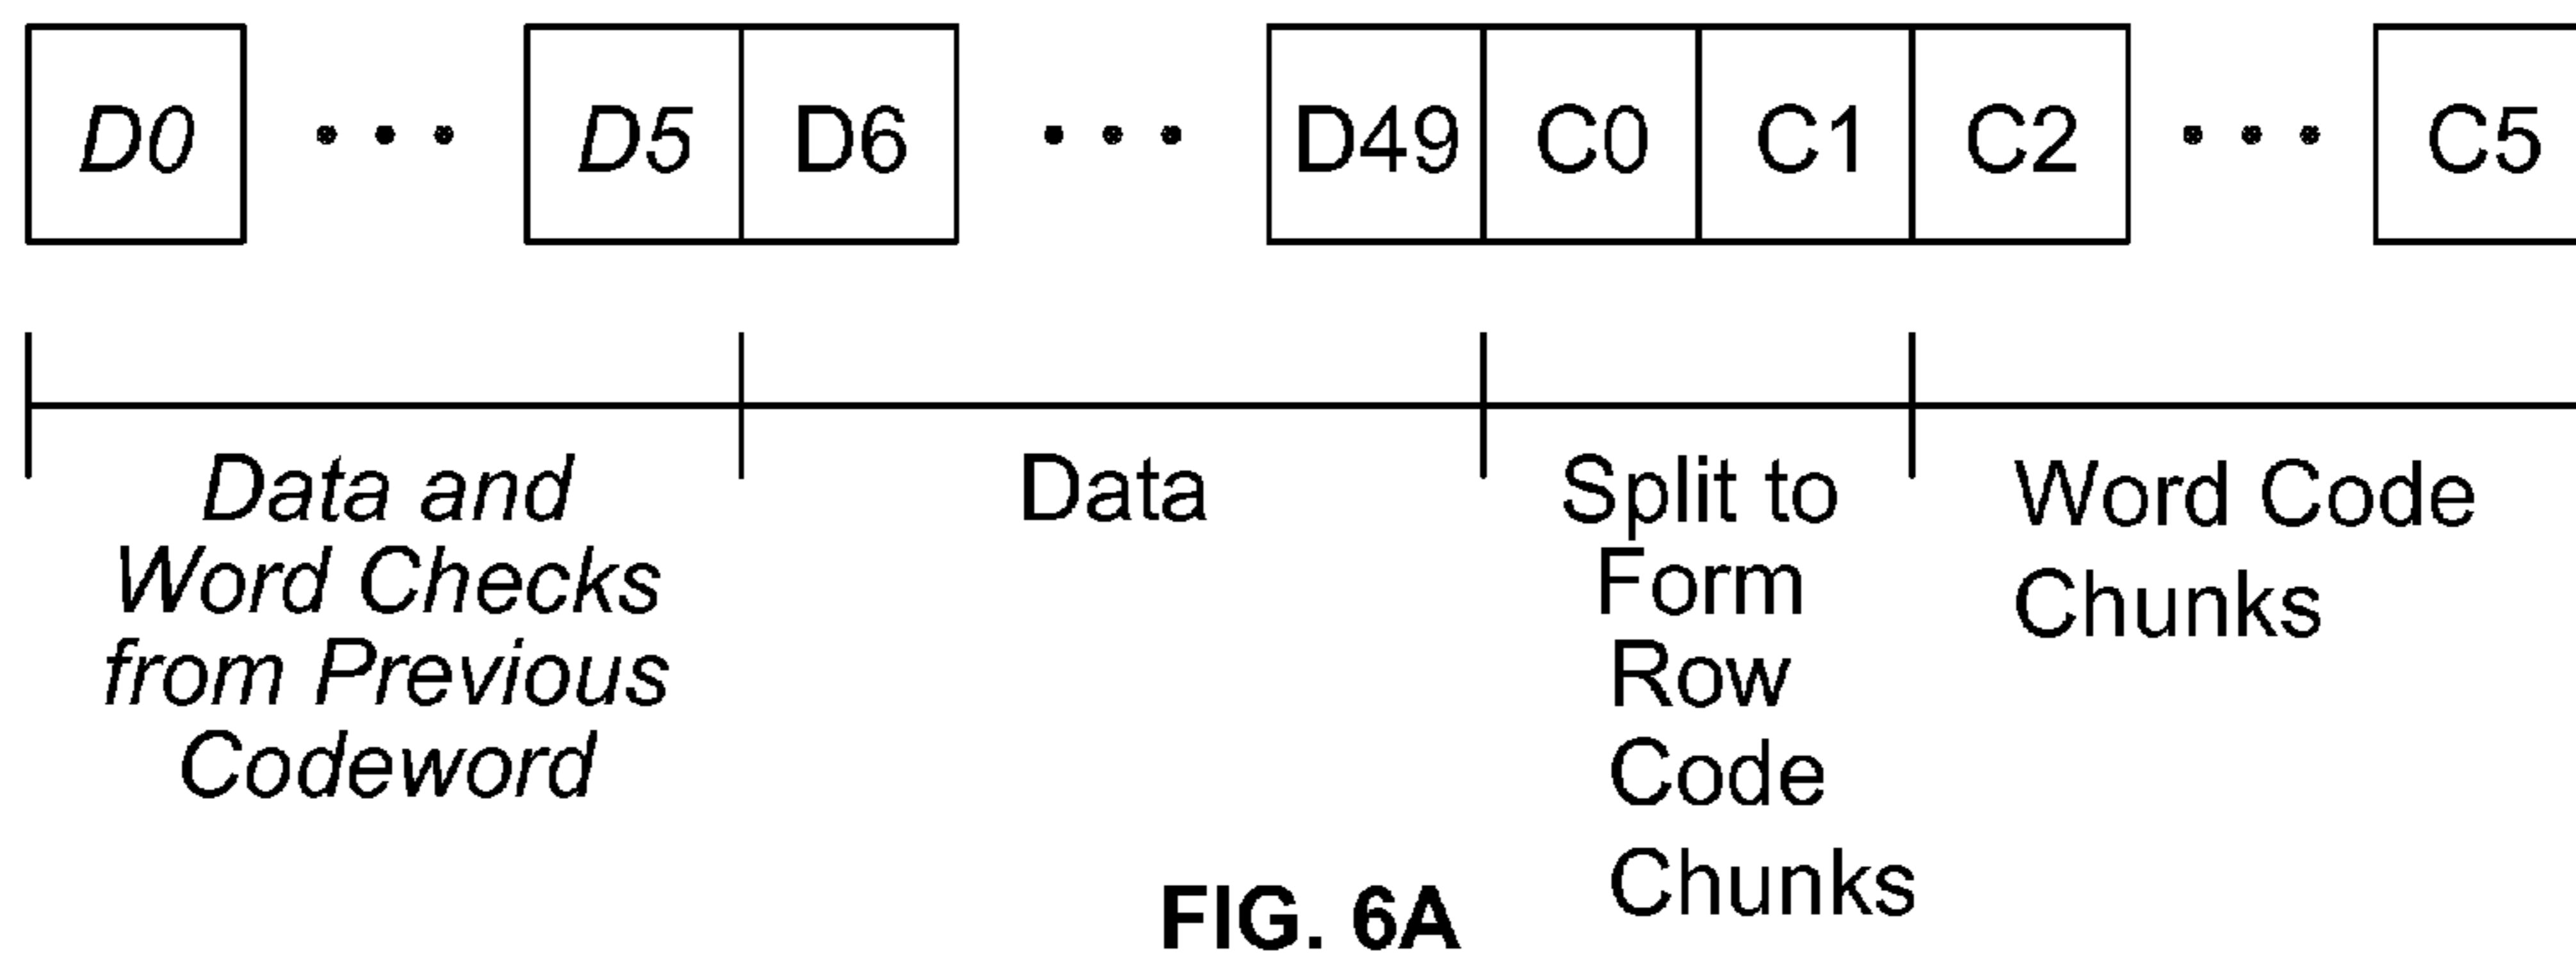 D0 ... D5 D6 ... D49 C0 C1 C2 ... C5
Data and
Word Checks
from Previous
Codeword
Data
Split to
Form
Row
Code
Chunks
Word Code
Chunks
FIG. 6A